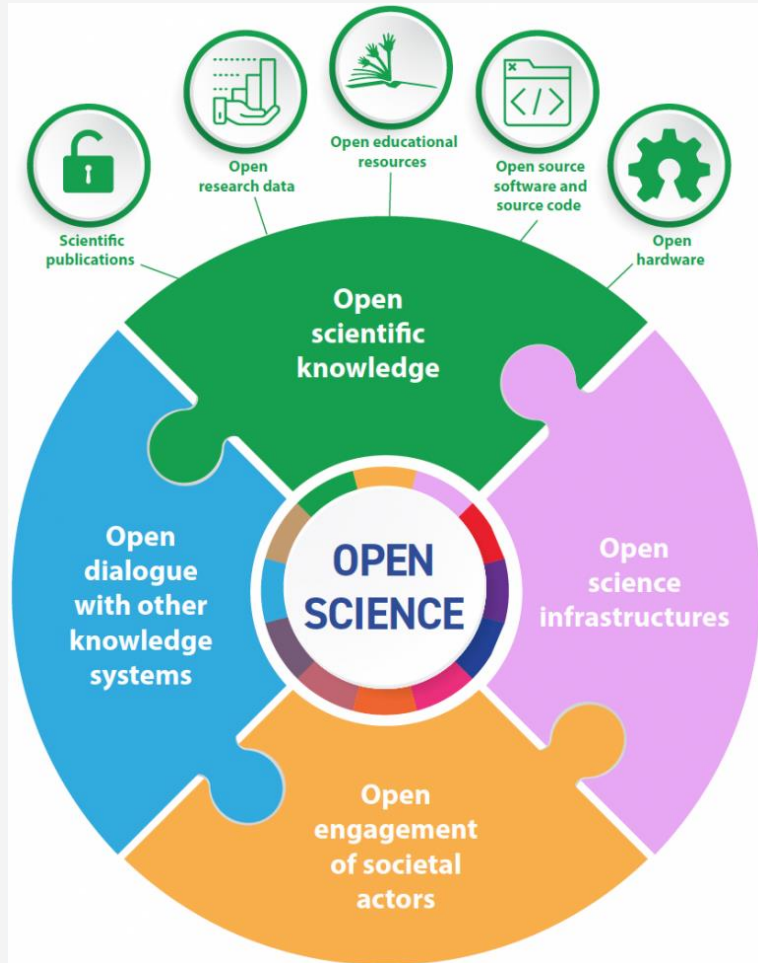 Open educational
resources
Open
research data
Open source
software and
source code
Scientific
publications
Open
hardware
Open
scientific
knowledge
Open
dialogue
with other
knowledge
systems
OPEN
SCIENCE
Open
science
infrastructures
Open
engagement
of societal
actors